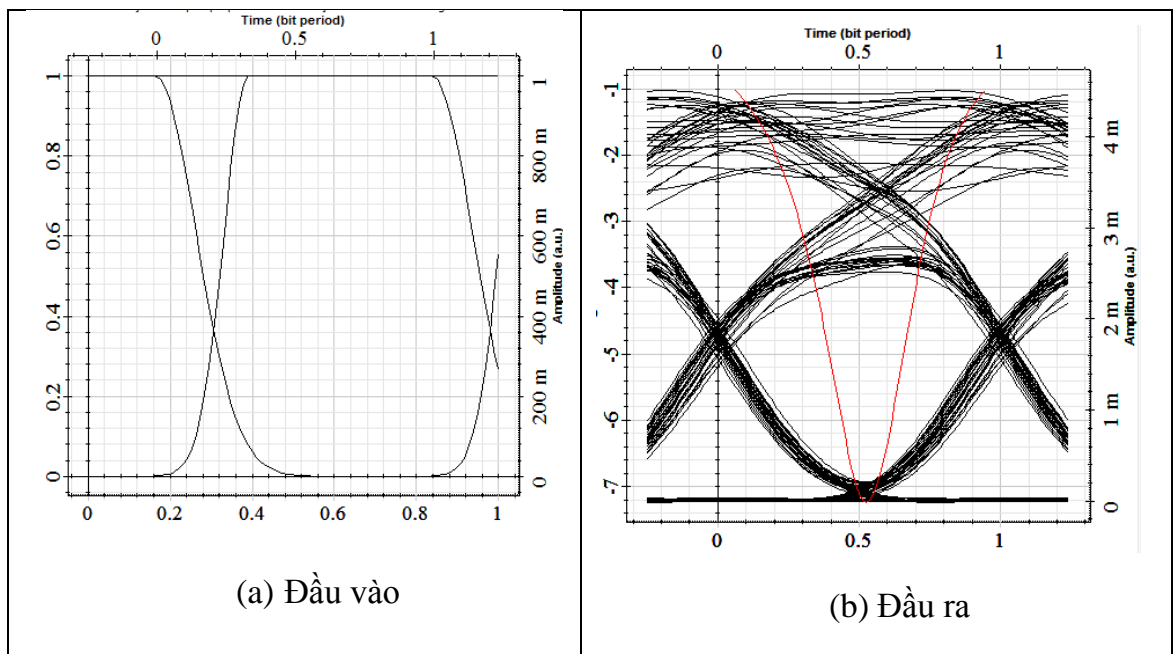 Time (bit period)
0 0.5 1
1 0.8 0.6 0.4 0.2 0
1 800 m 600 m 400 m 200 m 0
Amplitude (a.u.)
0 0.2 0.4 0.6 0.8 1
(a) Đầu vào
Time (bit period)
0 0.5 1
-1 -2 -3 -4 -5 -6 -7
4 m 3 m 2 m 1 m 0
Amplitude (a.u.)
0 0.5 1
(b) Đầu ra